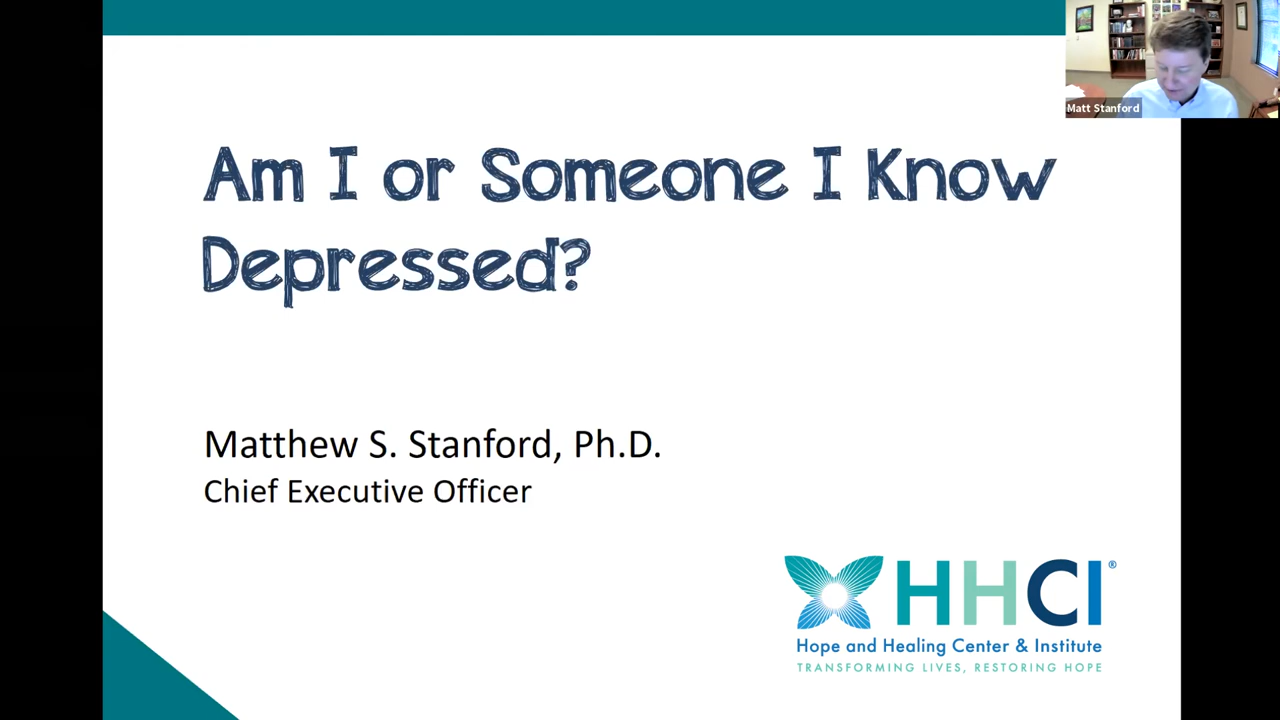 Matt Stanford
Am I or Someone I Know
Depressed?
Matthew S. Stanford, Ph.D.
Chief Executive Officer
HHCI®
Hope and Healing Center & Institute
TRANSFORMING LIVES, RESTORING HOPE